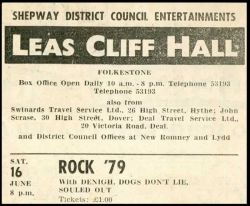 SHEPWAY DISTRICT COUNCIL ENTERTAINMENTS
LEAS CLIFF HALL
FOLKESTONE
Box Office Open Daily 10 a.m. - 8 p.m. Telephone 53193
Telephone 53193
also from
Swinards Travel Service Ltd., 26 High Street, Hythe; John
Scrase, 30 High Street, Dover; Deal Travel Service Ltd.,
20 Victoria Road, Deal.
and District Council Offices at New Romney and Lydd
SAT.
16
JUNE
8 p.m.
ROCK '79
With DENIGH, DOGS DON'T LIE,
SOULED OUT
Tickets: £1.00